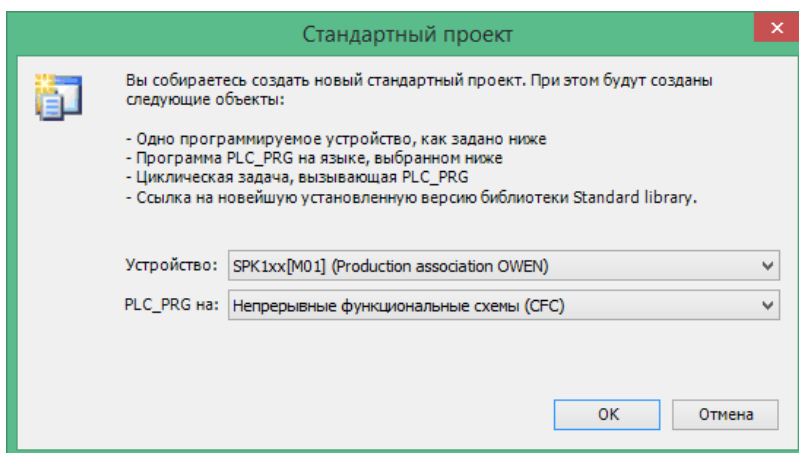 Стандартный проект
Вы собираетесь создать новый стандартный проект. При этом будут созданы
следующие объекты:
- Одно программируемое устройство, как задано ниже
- Программа PLC_PRG на языке, выбранном ниже
- Циклическая задача, вызывающая PLC_PRG
- Ссылка на новейшую установленную версию библиотеки Standard library.
Устройство: SPK1xx[M01] (Production association OWEN)
PLC_PRG на: Непрерывные функциональные схемы (CFC)
OK Отмена